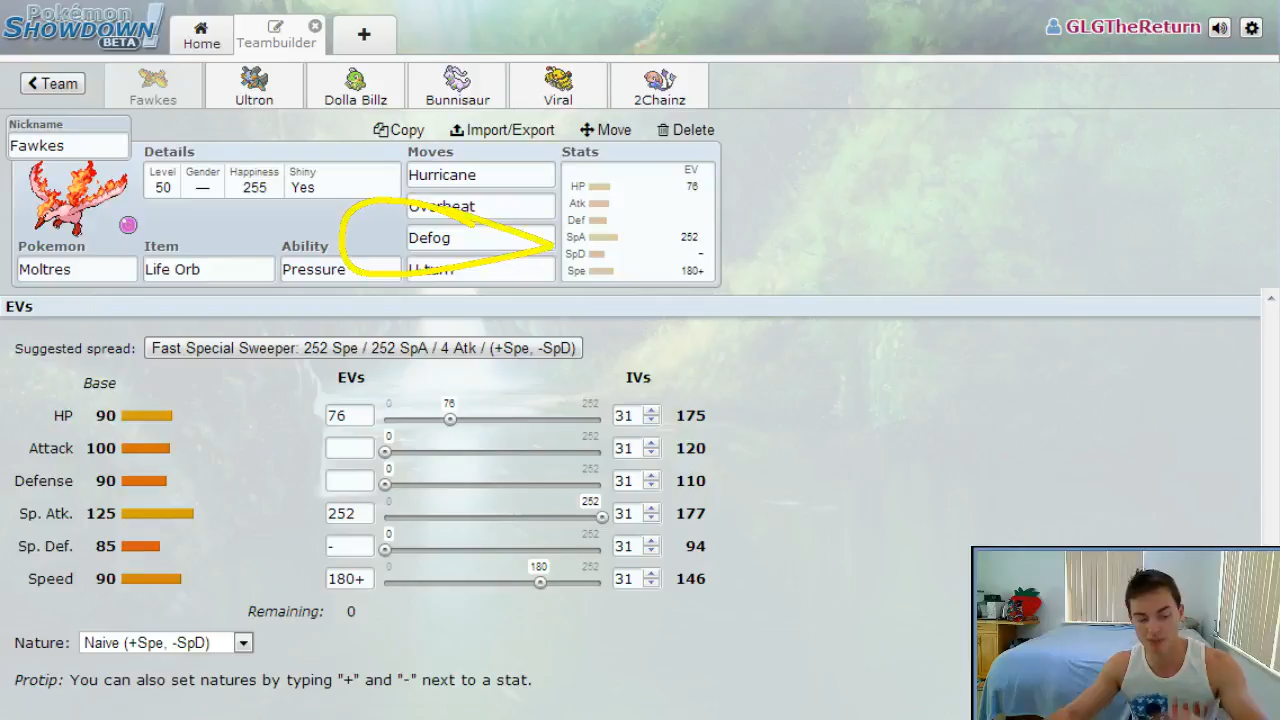 Pokémon
SHOWDOWN!
BETA
Home
Teambuilder
+
GLGTheReturn
Team
Fawkes
Ultron
Dolla Billz
Bunnisaur
Viral
2Chainz
Nickname
Fawkes
Copy Import/Export Move Delete
Details
Level Gender Happiness Shiny
50 — 255 Yes
Pokemon
Moltres
Item
Life Orb
Ability
Pressure
Moves
Hurricane
Overheat
Defog
U-turn
Stats
EV
HP 76
Atk
Def
SpA 252
SpD -
Spe 180+
EVs
Suggested spread: Fast Special Sweeper: 252 Spe / 252 SpA / 4 Atk / (+Spe, -SpD)
Base EVs IVs
0 76 252
HP 90 76 31 175
0 252
Attack 100 31 120
0 252
Defense 90 31 110
252
Sp. Atk. 125 252 31 177
0 252
Sp. Def. 85 - 31 94
0 180 252
Speed 90 180+ 31 146
Remaining: 0
Nature: Naive (+Spe, -SpD)
Protip: You can also set natures by typing "+" and "-" next to a stat.